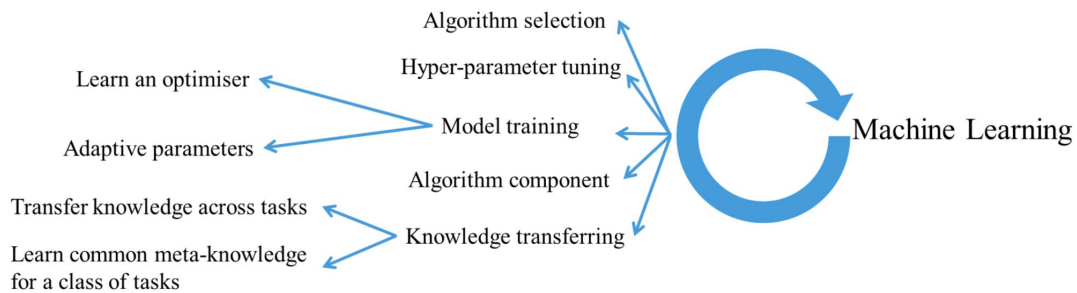 Algorithm selection
Hyper-parameter tuning
Learn an optimiser
Model training
Machine Learning
Adaptive parameters
Algorithm component
Transfer knowledge across tasks
Knowledge transferring
Learn common meta-knowledge
for a class of tasks